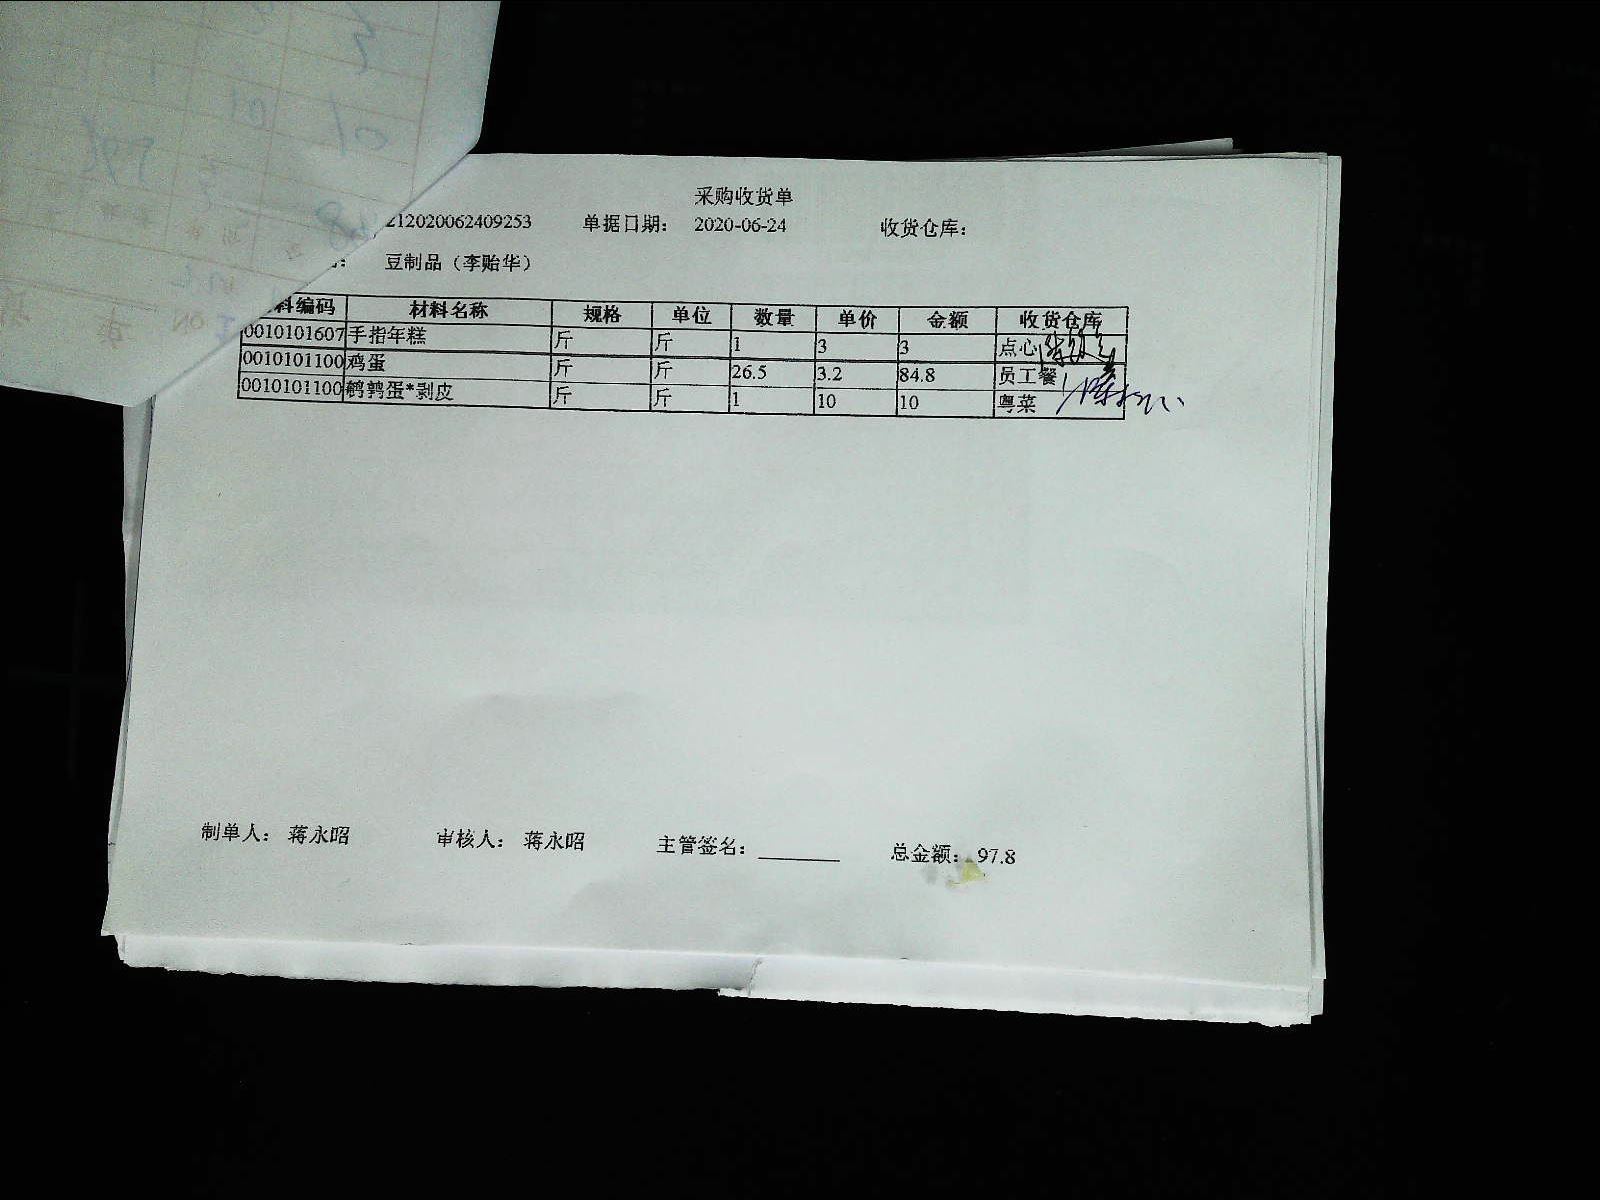 采购收货单
212020062409253 单据日期： 2020-06-24 收货仓库：
豆制品（李贻华）
料编码 材料名称 规格 单位 数量 单价 金额 收货仓库
0010101607 手指年糕 斤 斤 1 3 3 点心
0010101100 鸡蛋 斤 斤 26.5 3.2 84.8 员工餐
0010101100 鹌鹑蛋*剥皮 斤 斤 1 10 10 粤菜
制单人： 蒋永昭 审核人： 蒋永昭 主管签名： 总金额： 97.8